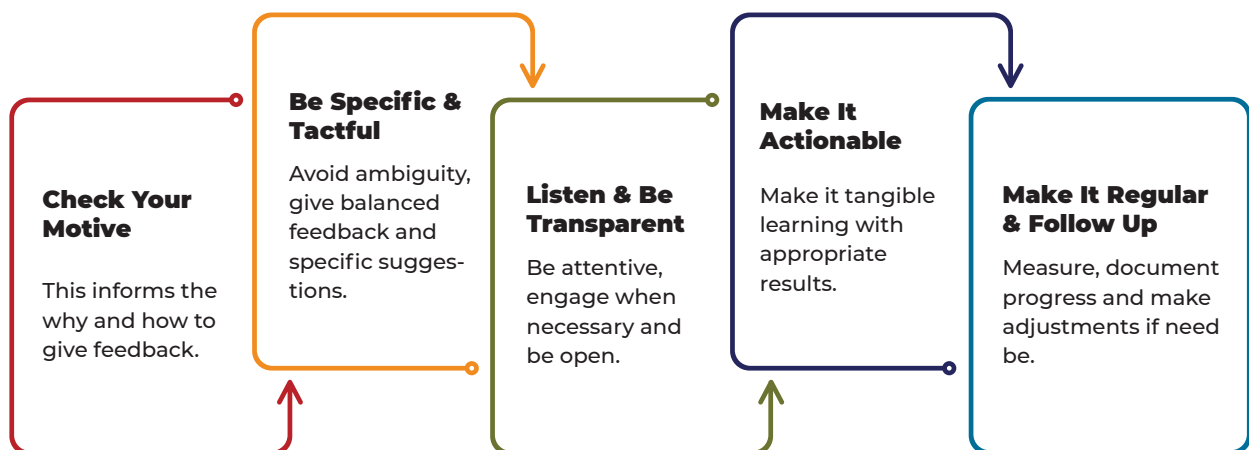 Check Your
Motive
This informs the
why and how to
give feedback.
Be Specific &
Tactful
Avoid ambiguity,
give balanced
feedback and
specific sugges-
tions.
Listen & Be
Transparent
Be attentive,
engage when
necessary and
be open.
Make It
Actionable
Make it tangible
learning with
appropriate
results.
Make It Regular
& Follow Up
Measure, document
progress and make
adjustments if need
be.